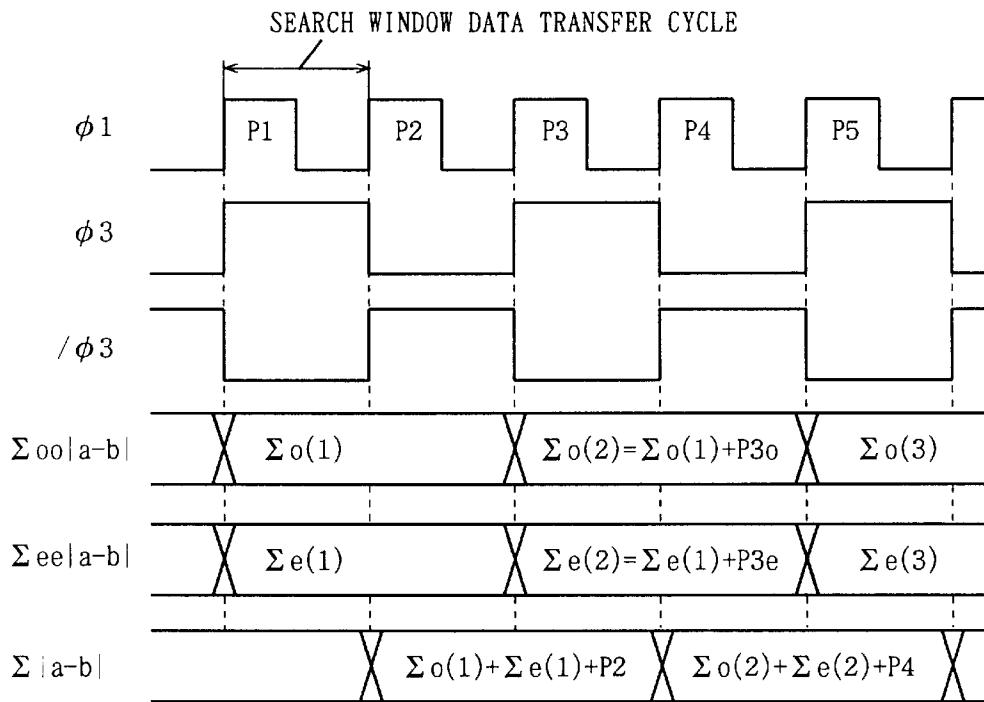 SEARCH WINDOW DATA TRANSFER CYCLE
φ1 P1 P2 P3 P4 P5
φ3
/φ3
Σoo|a-b| Σo(1) Σo(2)=Σo(1)+P3o Σo(3)
Σee|a-b| Σe(1) Σe(2)=Σe(1)+P3e Σe(3)
Σ|a-b| Σo(1)+Σe(1)+P2 Σo(2)+Σe(2)+P4